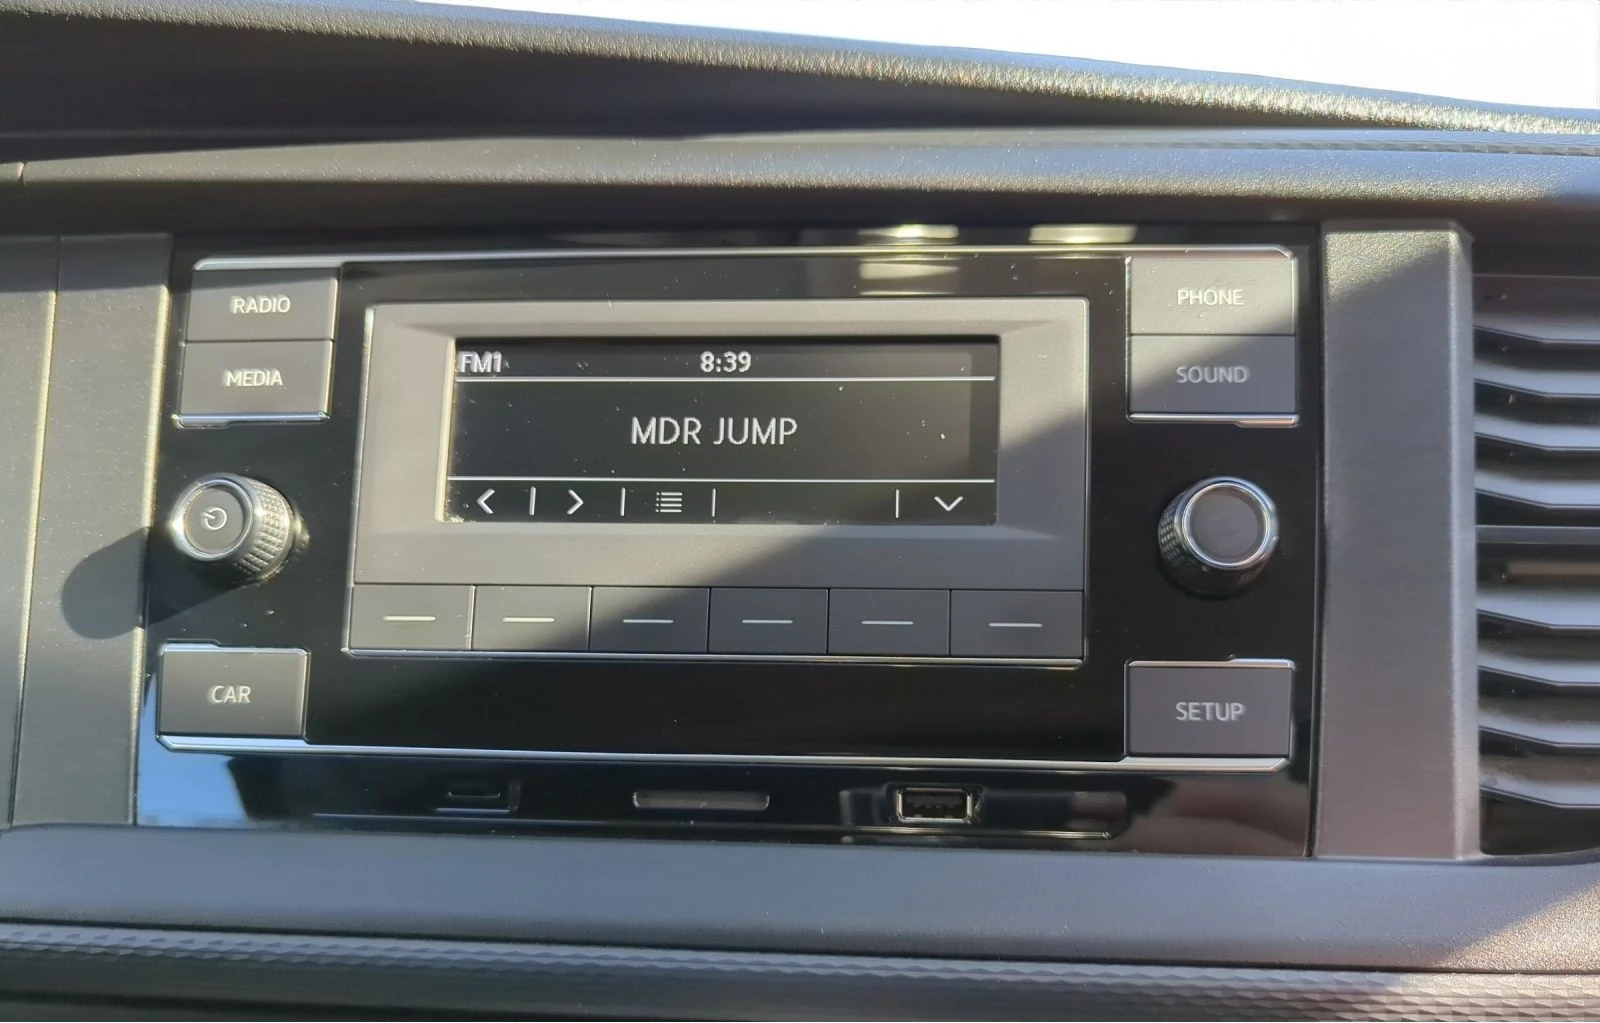 RADIO
MEDIA
PHONE
SOUND
FM1 8:39
MDR JUMP
CAR
SETUP